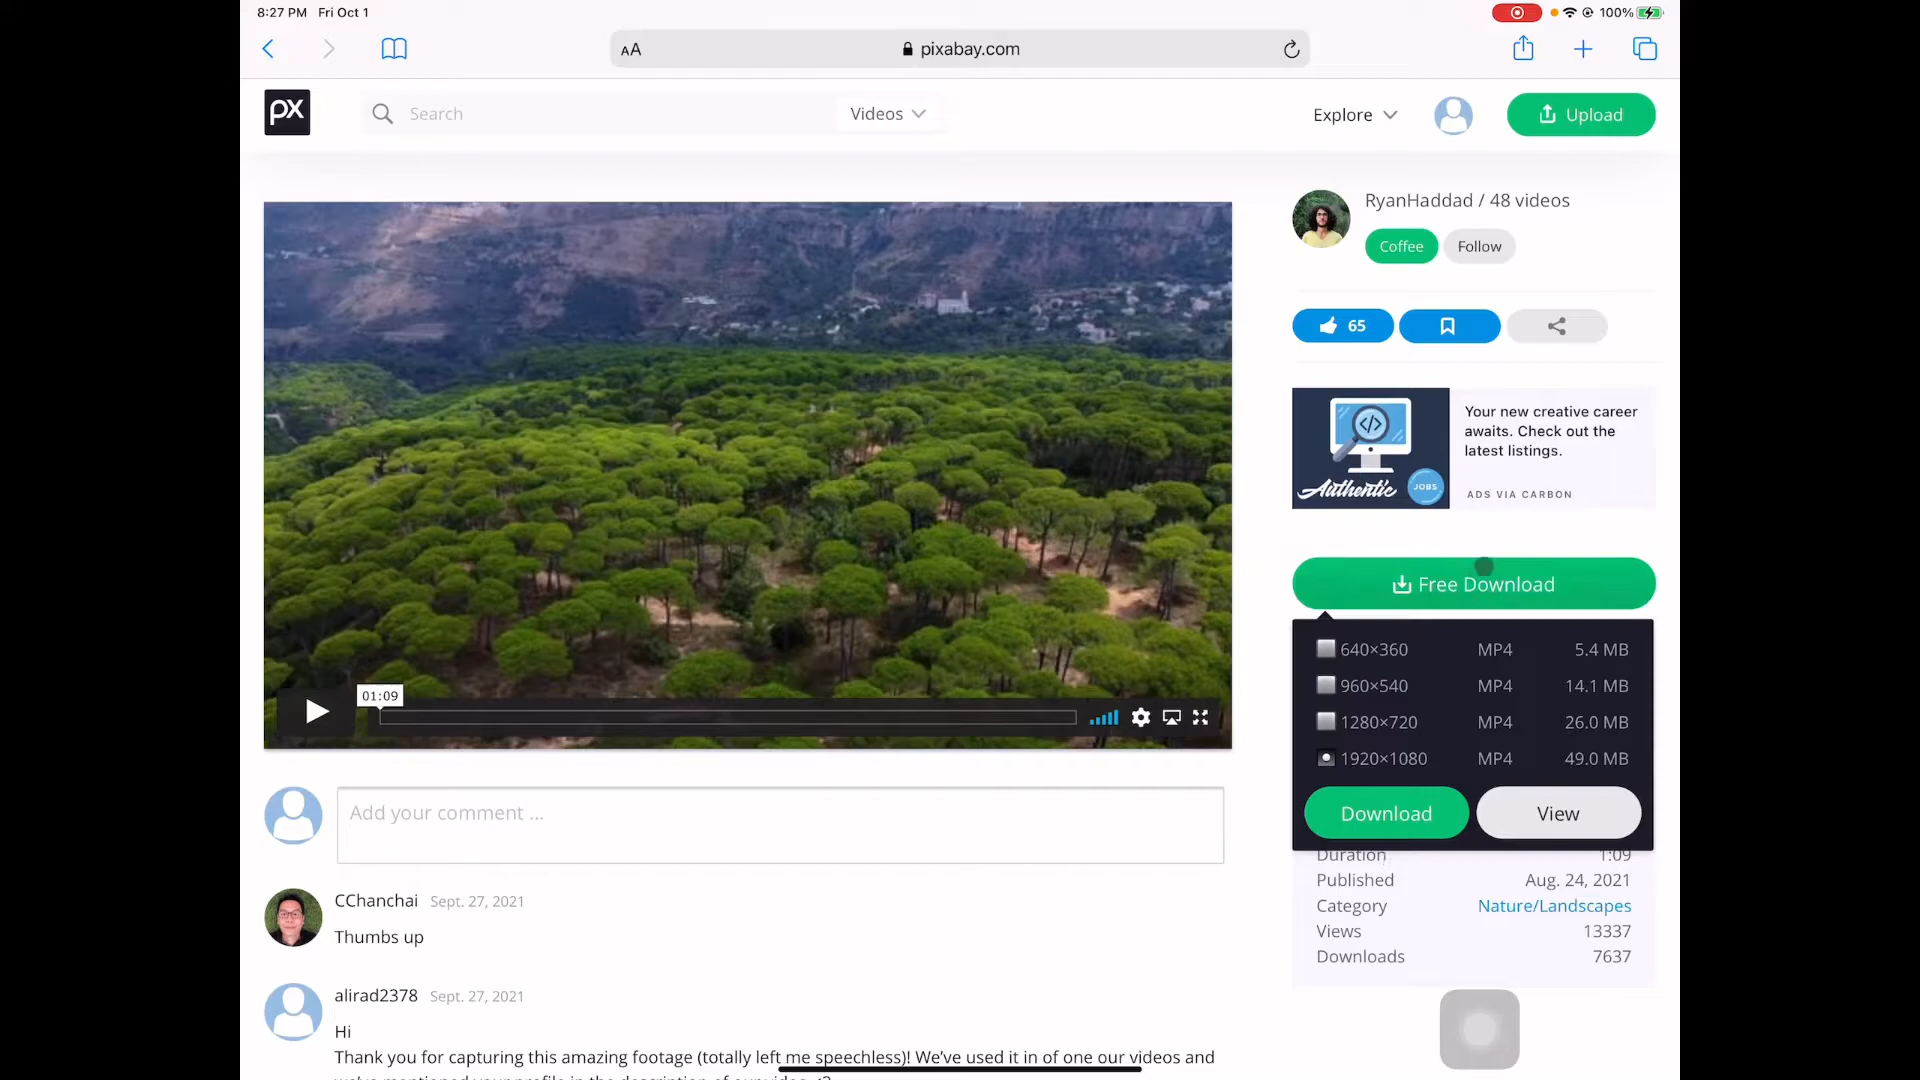 8:27 PM Fri Oct 1
100%
AA
pixabay.com
px
Search
Videos
Explore
Upload
RyanHaddad / 48 videos
Coffee
Follow
65
Your new creative career
awaits. Check out the
latest listings.
Authentic
JOBS
ADS VIA CARBON
Free Download
640×360 MP4 5.4 MB
960×540 MP4 14.1 MB
1280×720 MP4 26.0 MB
1920×1080 MP4 49.0 MB
Download
View
01:09
Duration 1:09
Published Aug. 24, 2021
Category Nature/Landscapes
Views 13337
Downloads 7637
Add your comment ...
CChanchai Sept. 27, 2021
Thumbs up
alirad2378 Sept. 27, 2021
Hi
Thank you for capturing this amazing footage (totally left me speechless)! We've used it in of one our videos and